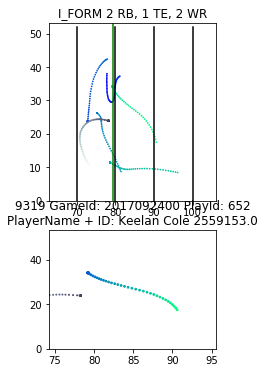 I_FORM 2 RB, 1 TE, 2 WR
50
40
30
20
10
0
70 80 90 100
9319 GameId: 2017092400 PlayId: 652
PlayerName + ID: Keelan Cole 2559153.0
40
20
0
75 80 85 90 95